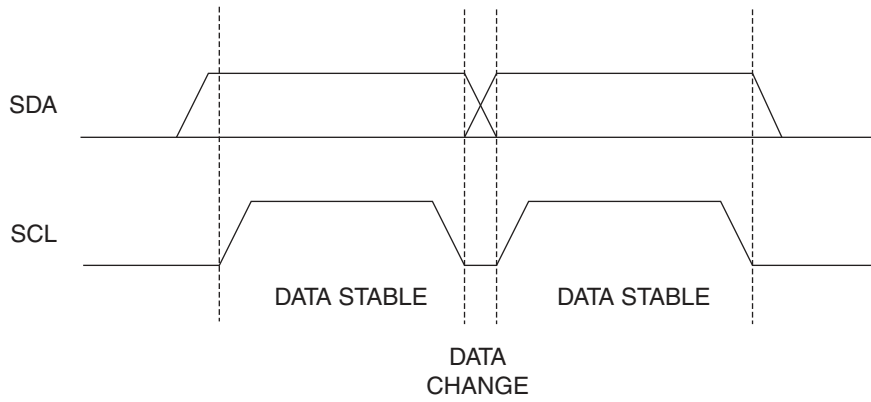 SDA
SCL
DATA STABLE
DATA STABLE
DATA
CHANGE